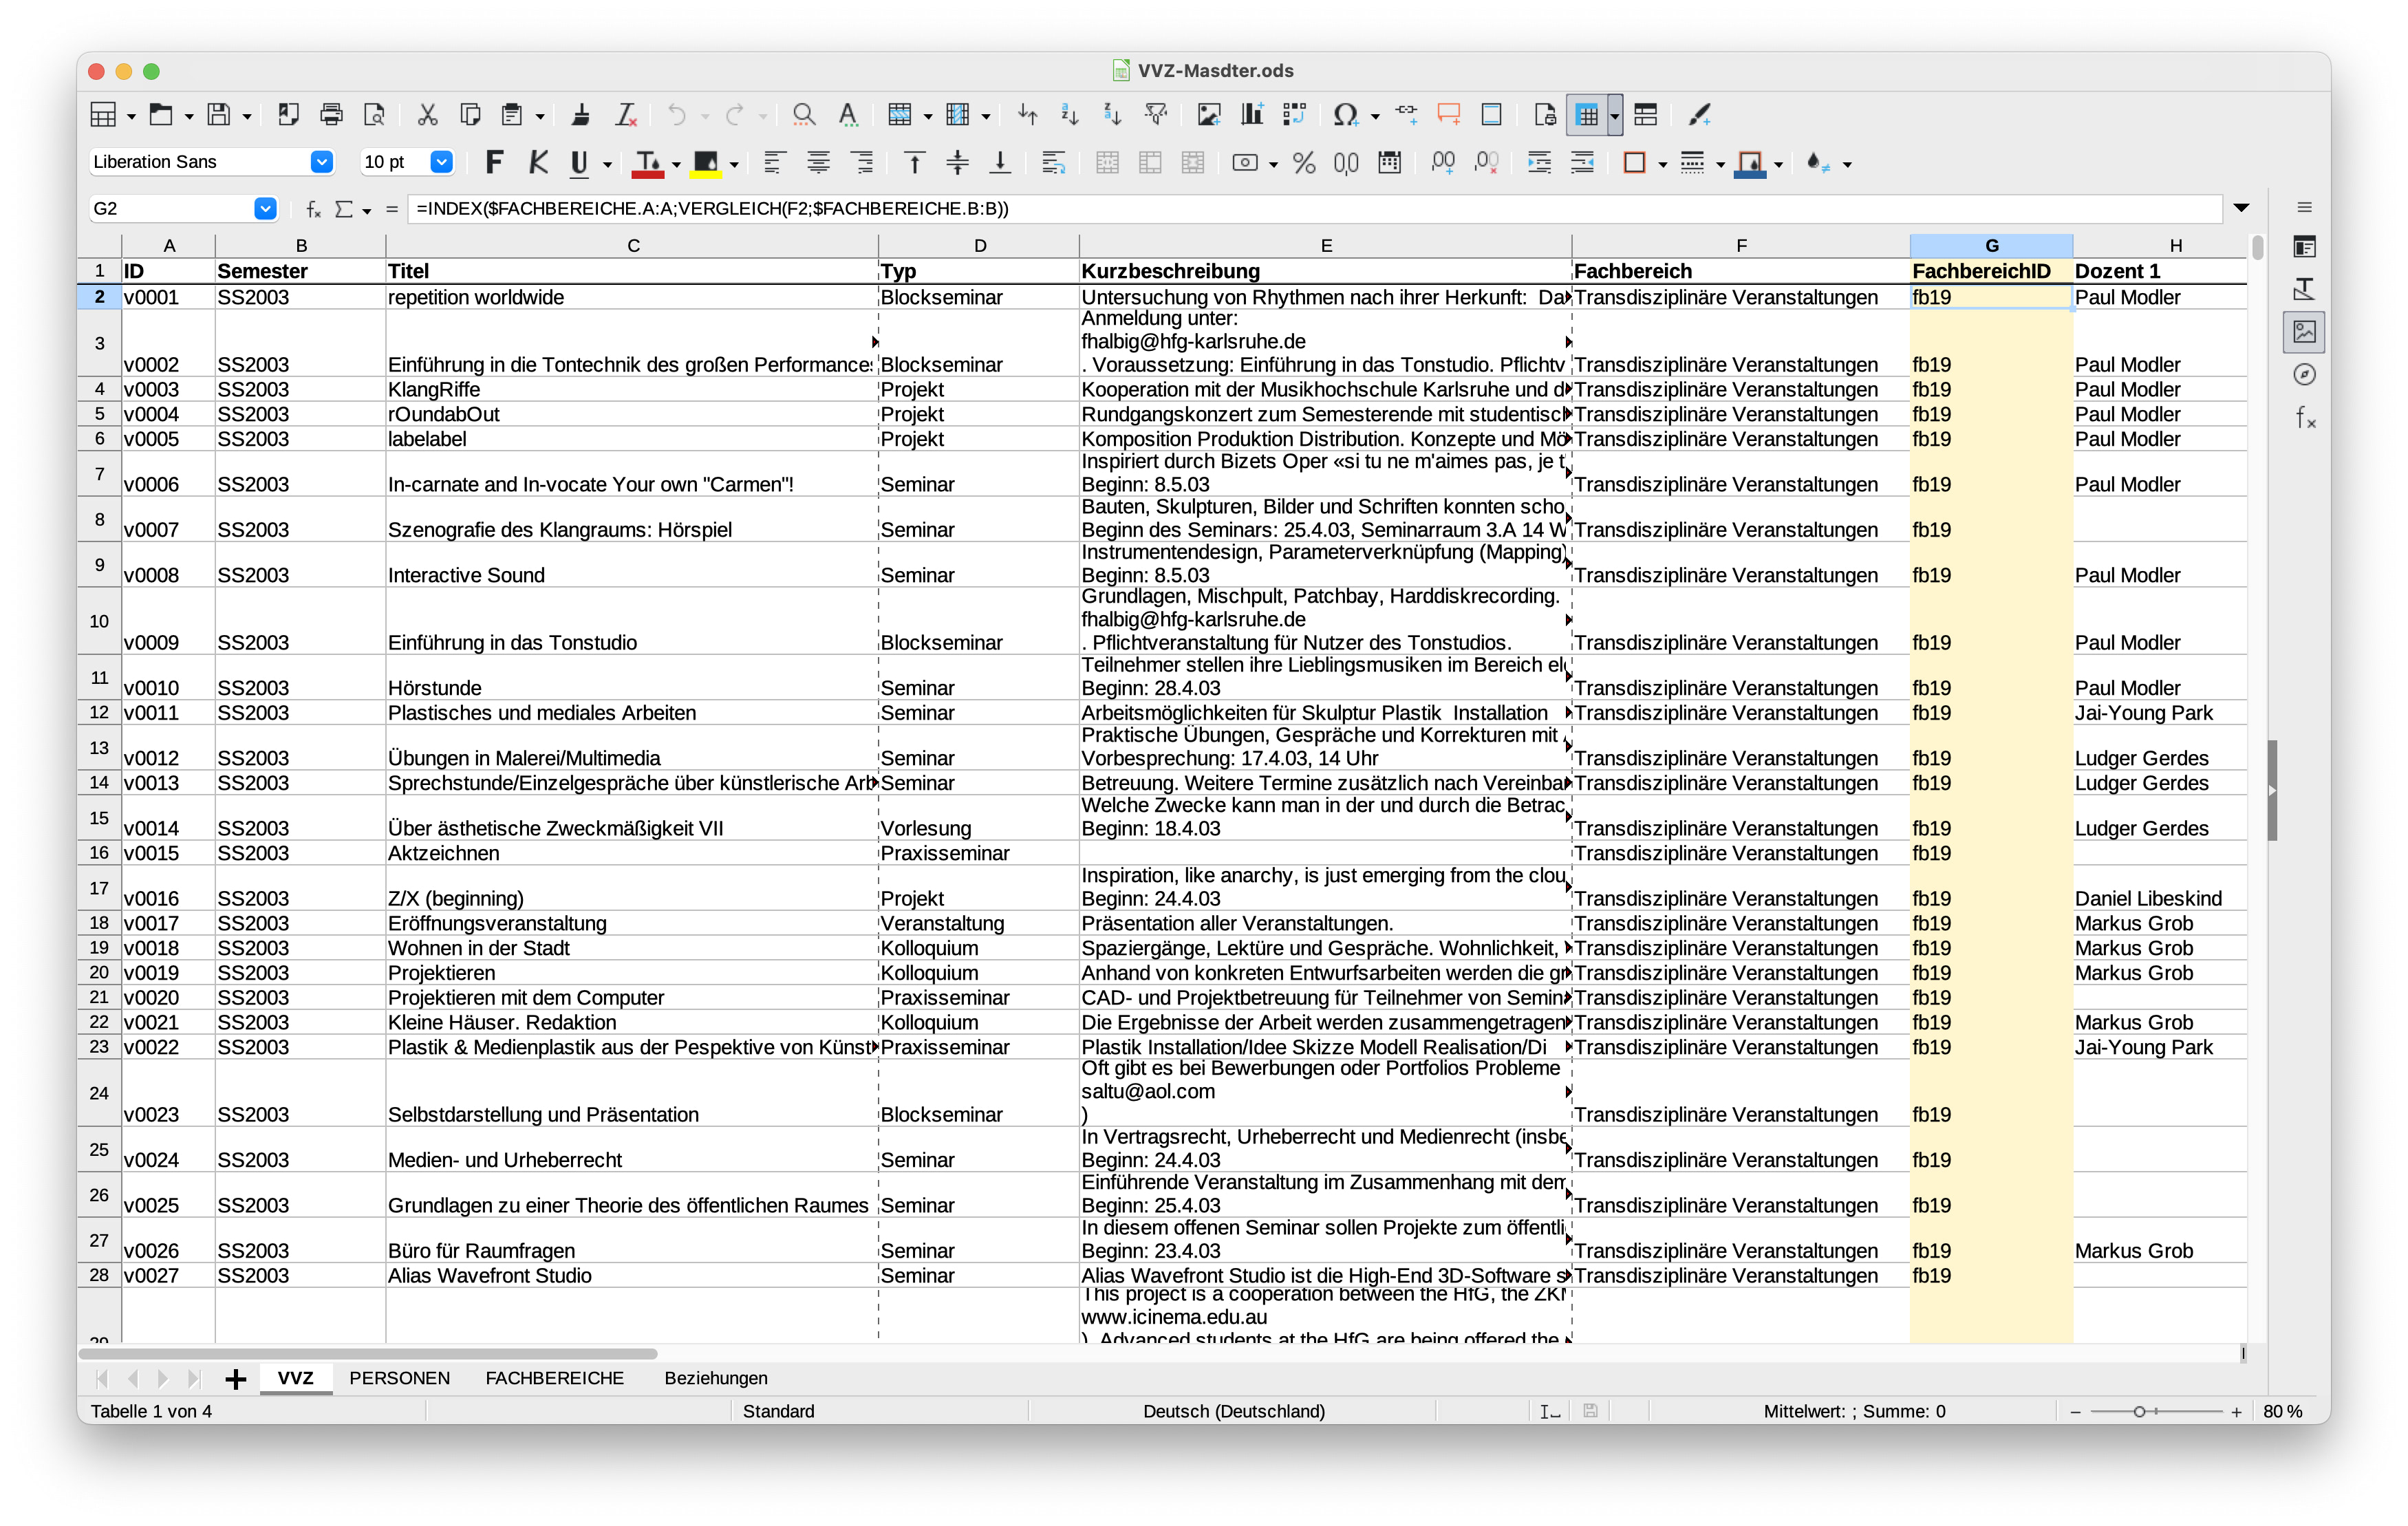 VVZ-Masdter.ods
Liberation Sans 10 pt F K U % 0,0
G2 =INDEX($FACHBEREICHE.A:A;VERGLEICH(F2;$FACHBEREICHE.B:B))
A B C D E F G H
1 ID Semester Titel Typ Kurzbeschreibung Fachbereich FachbereichID Dozent 1
2 v0001 SS2003 repetition worldwide Blockseminar Untersuchung von Rhythmen nach ihrer Herkunft: Da Transdisziplinäre Veranstaltungen fb19 Paul Modler
Anmeldung unter:
3 fhalbig@hfg-karlsruhe.de
v0002 SS2003 Einführung in die Tontechnik des großen Performances Blockseminar . Voraussetzung: Einführung in das Tonstudio. Pflichtv Transdisziplinäre Veranstaltungen fb19 Paul Modler
4 v0003 SS2003 KlangRiffe Projekt Kooperation mit der Musikhochschule Karlsruhe und d Transdisziplinäre Veranstaltungen fb19 Paul Modler
5 v0004 SS2003 rOundabOut Projekt Rundgangskonzert zum Semesterende mit studentisch Transdisziplinäre Veranstaltungen fb19 Paul Modler
6 v0005 SS2003 labelabel Projekt Komposition Produktion Distribution. Konzepte und Mö Transdisziplinäre Veranstaltungen fb19 Paul Modler
7 Inspiriert durch Bizets Oper «si tu ne m'aimes pas, je t'
v0006 SS2003 In-carnate and In-vocate Your own "Carmen"! Seminar Beginn: 8.5.03 Transdisziplinäre Veranstaltungen fb19 Paul Modler
8 Bauten, Skulpturen, Bilder und Schriften konnten scho
v0007 SS2003 Szenografie des Klangraums: Hörspiel Seminar Beginn des Seminars: 25.4.03, Seminarraum 3.A 14 W Transdisziplinäre Veranstaltungen fb19
9 Instrumentendesign, Parameterverknüpfung (Mapping)
v0008 SS2003 Interactive Sound Seminar Beginn: 8.5.03 Transdisziplinäre Veranstaltungen fb19 Paul Modler
Grundlagen, Mischpult, Patchbay, Harddiskrecording.
10 fhalbig@hfg-karlsruhe.de
v0009 SS2003 Einführung in das Tonstudio Blockseminar . Pflichtveranstaltung für Nutzer des Tonstudios. Transdisziplinäre Veranstaltungen fb19 Paul Modler
11 Teilnehmer stellen ihre Lieblingsmusiken im Bereich el
v0010 SS2003 Hörstunde Seminar Beginn: 28.4.03 Transdisziplinäre Veranstaltungen fb19 Paul Modler
12 v0011 SS2003 Plastisches und mediales Arbeiten Seminar Arbeitsmöglichkeiten für Skulptur Plastik Installation Transdisziplinäre Veranstaltungen fb19 Jai-Young Park
13 Praktische Übungen, Gespräche und Korrekturen mit
v0012 SS2003 Übungen in Malerei/Multimedia Seminar Vorbesprechung: 17.4.03, 14 Uhr Transdisziplinäre Veranstaltungen fb19 Ludger Gerdes
14 v0013 SS2003 Sprechstunde/Einzelgespräche über künstlerische Arb Seminar Betreuung. Weitere Termine zusätzlich nach Vereinbar Transdisziplinäre Veranstaltungen fb19 Ludger Gerdes
15 Welche Zwecke kann man in der und durch die Betrac
v0014 SS2003 Über ästhetische Zweckmäßigkeit VII Vorlesung Beginn: 18.4.03 Transdisziplinäre Veranstaltungen fb19 Ludger Gerdes
16 v0015 SS2003 Aktzeichnen Praxisseminar Transdisziplinäre Veranstaltungen fb19
17 Inspiration, like anarchy, is just emerging from the clou
v0016 SS2003 Z/X (beginning) Projekt Beginn: 24.4.03 Transdisziplinäre Veranstaltungen fb19 Daniel Libeskind
18 v0017 SS2003 Eröffnungsveranstaltung Veranstaltung Präsentation aller Veranstaltungen. Transdisziplinäre Veranstaltungen fb19 Markus Grob
19 v0018 SS2003 Wohnen in der Stadt Kolloquium Spaziergänge, Lektüre und Gespräche. Wohnlichkeit, Transdisziplinäre Veranstaltungen fb19 Markus Grob
20 v0019 SS2003 Projektieren Kolloquium Anhand von konkreten Entwurfsarbeiten werden die gr Transdisziplinäre Veranstaltungen fb19 Markus Grob
21 v0020 SS2003 Projektieren mit dem Computer Praxisseminar CAD- und Projektbetreuung für Teilnehmer von Semin Transdisziplinäre Veranstaltungen fb19
22 v0021 SS2003 Kleine Häuser. Redaktion Kolloquium Die Ergebnisse der Arbeit werden zusammengetragen Transdisziplinäre Veranstaltungen fb19 Markus Grob
23 v0022 SS2003 Plastik & Medienplastik aus der Pespektive von Künst Praxisseminar Plastik Installation/Idee Skizze Modell Realisation/Di Transdisziplinäre Veranstaltungen fb19 Jai-Young Park
Oft gibt es bei Bewerbungen oder Portfolios Probleme
24 saltu@aol.com
v0023 SS2003 Selbstdarstellung und Präsentation Blockseminar ) Transdisziplinäre Veranstaltungen fb19
25 In Vertragsrecht, Urheberrecht und Medienrecht (insbe
v0024 SS2003 Medien- und Urheberrecht Seminar Beginn: 24.4.03 Transdisziplinäre Veranstaltungen fb19
26 Einführende Veranstaltung im Zusammenhang mit dem
v0025 SS2003 Grundlagen zu einer Theorie des öffentlichen Raumes Seminar Beginn: 25.4.03 Transdisziplinäre Veranstaltungen fb19
27 In diesem offenen Seminar sollen Projekte zum öffentli
v0026 SS2003 Büro für Raumfragen Seminar Beginn: 23.4.03 Transdisziplinäre Veranstaltungen fb19 Markus Grob
28 v0027 SS2003 Alias Wavefront Studio Seminar Alias Wavefront Studio ist die High-End 3D-Software s Transdisziplinäre Veranstaltungen fb19
This project is a cooperation between the HfG, the ZKM
www.icinema.edu.au
29 ). Advanced students at the HfG are being offered the
VVZ PERSONEN FACHBEREICHE Beziehungen
Tabelle 1 von 4 Standard Deutsch (Deutschland) Mittelwert: ; Summe: 0 80 %